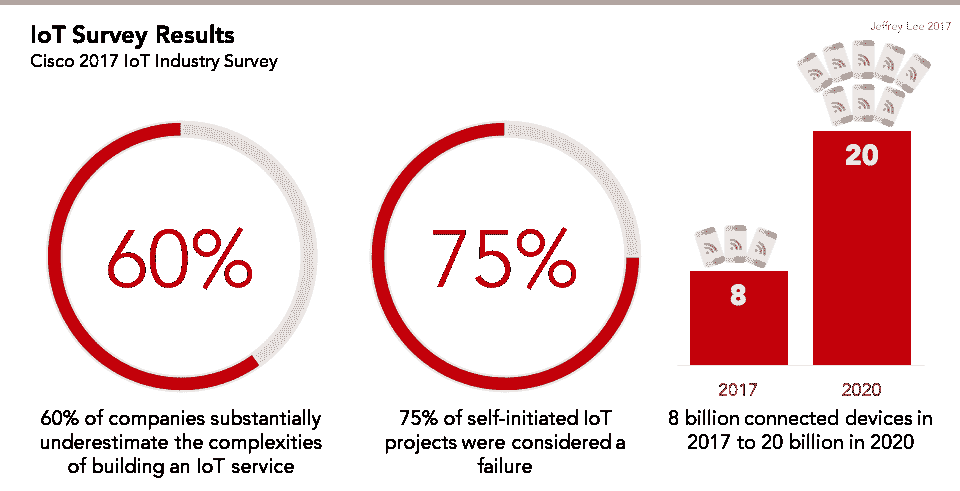 IoT Survey Results
Cisco 2017 IoT Industry Survey
Jeffrey Lee 2017
60%
75%
8
20
2017
2020
60% of companies substantially
underestimate the complexities
of building an IoT service
75% of self-initiated IoT
projects were considered a
failure
8 billion connected devices in
2017 to 20 billion in 2020